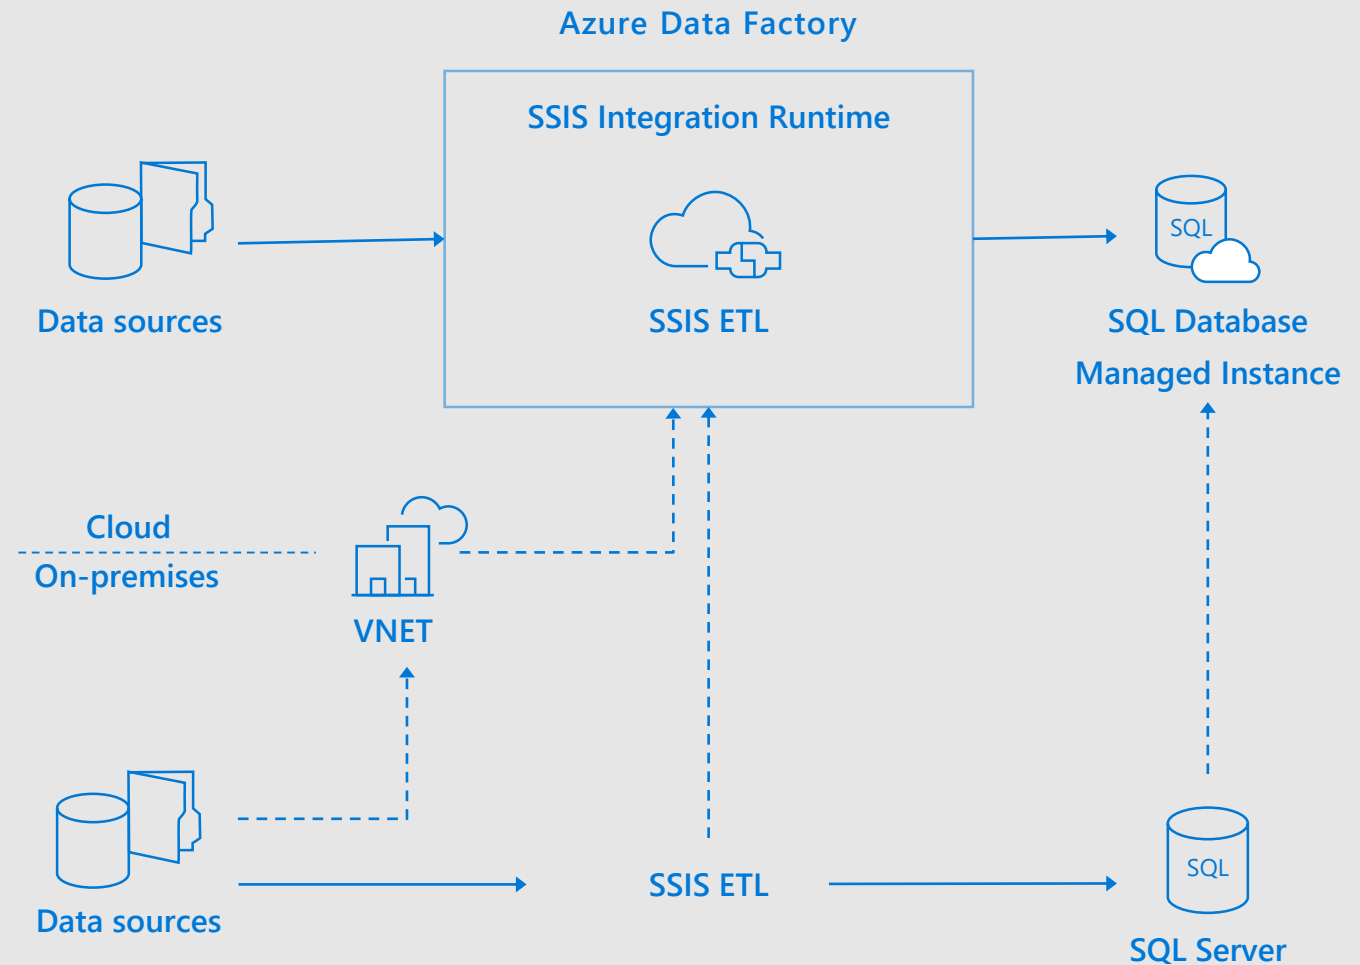 Azure Data Factory
SSIS Integration Runtime
SQL
Data sources
SSIS ETL
SQL Database
Managed Instance
Cloud
On-premises
VNET
SQL
Data sources
SSIS ETL
SQL Server